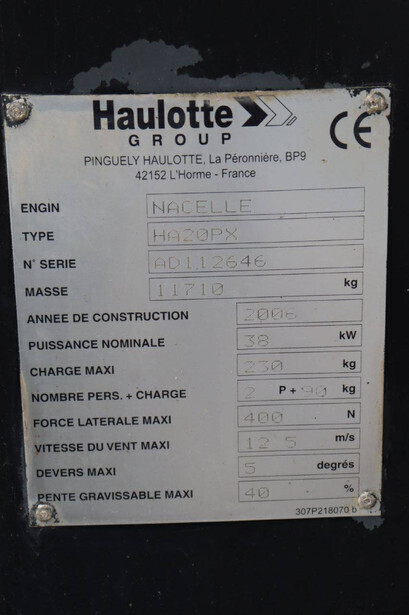 Haulotte
GROUP
CE
PINGUELY HAULOTTE, La Péronnière, BP9
42152 L'Horme - France
ENGIN NACELLE
TYPE HA20PX
N° SERIE AD112646
MASSE 11710 kg
ANNEE DE CONSTRUCTION 2006
PUISSANCE NOMINALE 38 kW
CHARGE MAXI 230 kg
NOMBRE PERS. + CHARGE 2 P + 90 kg
FORCE LATERALE MAXI 400 N
VITESSE DU VENT MAXI 12 5 m/s
DEVERS MAXI 5 degrés
PENTE GRAVISSABLE MAXI 40 %
307P218070 b